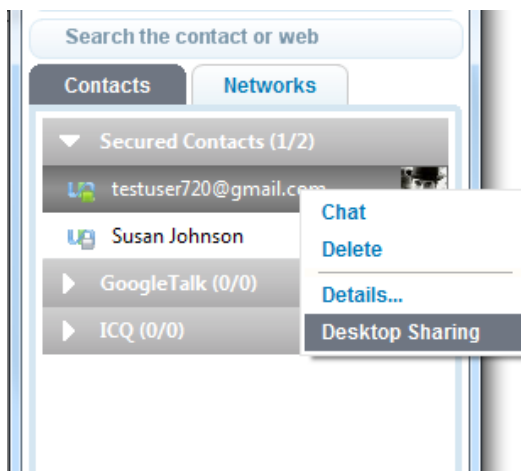 Search the contact or web
Contacts
Networks
Secured Contacts (1/2)
testuser720@gmail.com
Susan Johnson
GoogleTalk (0/0)
ICQ (0/0)
Chat
Delete
Details...
Desktop Sharing